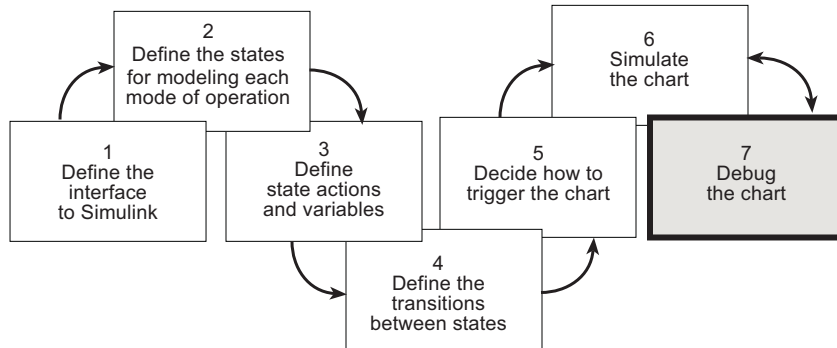 1
Define the
interface
to Simulink
2
Define the states
for modeling each
mode of operation
3
Define
state actions
and variables
4
Define the
transitions
between states
5
Decide how to
trigger the chart
6
Simulate
the chart
7
Debug
the chart